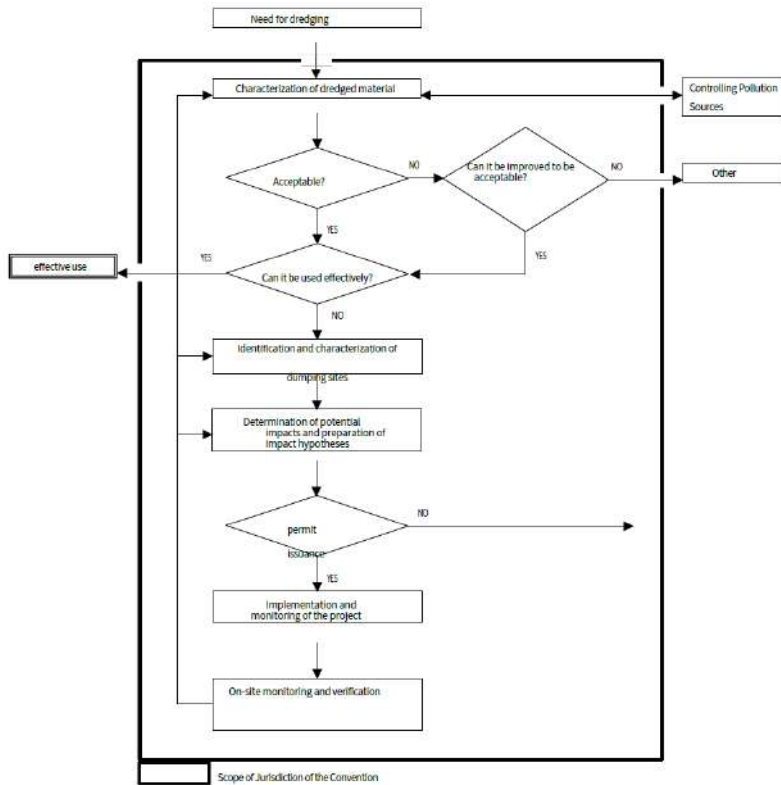 Need for dredging
Characterization of dredged material
Controlling Pollution
Sources
Acceptable?
NO
Can it be improved to be
acceptable?
NO
Other
YES
YES
effective use
YES
Can it be used effectively?
NO
Identification and characterization of
dumping sites
Determination of potential
impacts and preparation of
impact hypotheses
permit
issuance
NO
YES
Implementation and
monitoring of the project
On-site monitoring and verification
Scope of Jurisdiction of the Convention